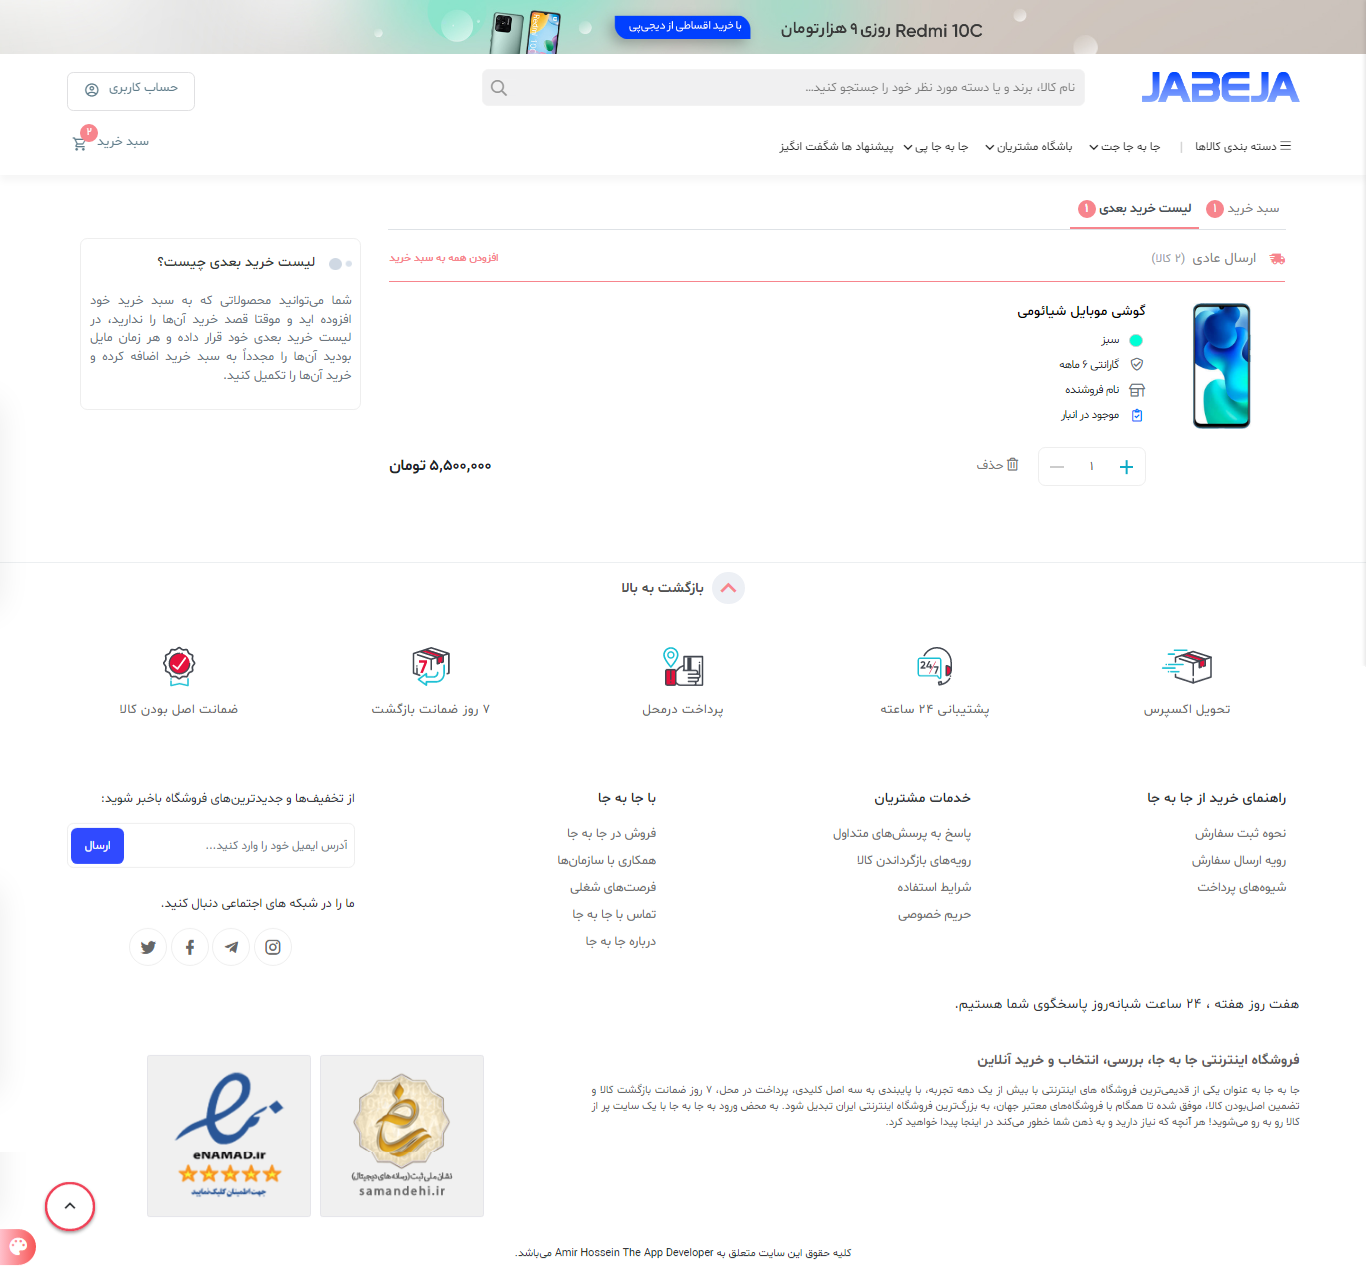 Redmi 10C روزی ۹ هزارتومان
با خرید اقساطی از دیجی‌پی
JABEJA
نام کالا، برند و یا دسته مورد نظر خود را جستجو کنید...
حساب کاربری
دسته بندی کالاها | جا به جا جت باشگاه مشتریان جا به جا پی پیشنهاد ها شگفت انگیز
سبد خرید ۲
سبد خرید ۱ لیست خرید بعدی ۱
ارسال عادی (۲ کالا)
افزودن همه به سبد خرید
گوشی موبایل شیائومی
سبز
گارانتی ۶ ماهه
نام فروشنده
موجود در انبار
۱
حذف
۵,۵۰۰,۰۰۰ تومان
لیست خرید بعدی چیست؟
شما می‌توانید محصولاتی که به سبد خرید خود
افزوده اید و موقتا قصد خرید آن‌ها را ندارید، در
لیست خرید بعدی خود قرار داده و هر زمان مایل
بودید آن‌ها را مجدداً به سبد خرید اضافه کرده و
خرید آن‌ها را تکمیل کنید.
بازگشت به بالا
24/7
7
تحویل اکسپرس
پشتیبانی ۲۴ ساعته
پرداخت درمحل
۷ روز ضمانت بازگشت
ضمانت اصل بودن کالا
راهنمای خرید از جا به جا
نحوه ثبت سفارش
رویه ارسال سفارش
شیوه‌های پرداخت
خدمات مشتریان
پاسخ به پرسش‌های متداول
رویه‌های بازگرداندن کالا
شرایط استفاده
حریم خصوصی
با جا به جا
فروش در جا به جا
همکاری با سازمان‌ها
فرصت‌های شغلی
تماس با جا به جا
درباره جا به جا
از تخفیف‌ها و جدیدترین‌های فروشگاه باخبر شوید:
آدرس ایمیل خود را وارد کنید...
ارسال
ما را در شبکه های اجتماعی دنبال کنید.
هفت روز هفته ، ۲۴ ساعت شبانه‌روز پاسخگوی شما هستیم.
فروشگاه اینترنتی جا به جا، بررسی، انتخاب و خرید آنلاین
جا به جا به عنوان یکی از قدیمی‌ترین فروشگاه های اینترنتی با بیش از یک دهه تجربه، با پایبندی به سه اصل کلیدی، پرداخت در محل، ۷ روز ضمانت بازگشت کالا و
تضمین اصل‌بودن کالا، موفق شده تا همگام با فروشگاه‌های معتبر جهان، به بزرگ‌ترین فروشگاه اینترنتی ایران تبدیل شود. به محض ورود به جا به جا با یک سایت پر از
کالا رو به رو می‌شوید! هر آنچه که نیاز دارید و به ذهن شما خطور می‌کند در اینجا پیدا خواهید کرد.
نشان ملی ثبت (رسانه های دیجیتال)
samandehi.ir
eNAMAD.ir
جهت اطمینان کلیک نمایید
کلیه حقوق این سایت متعلق به Amir Hossein The App Developer می‌باشد.